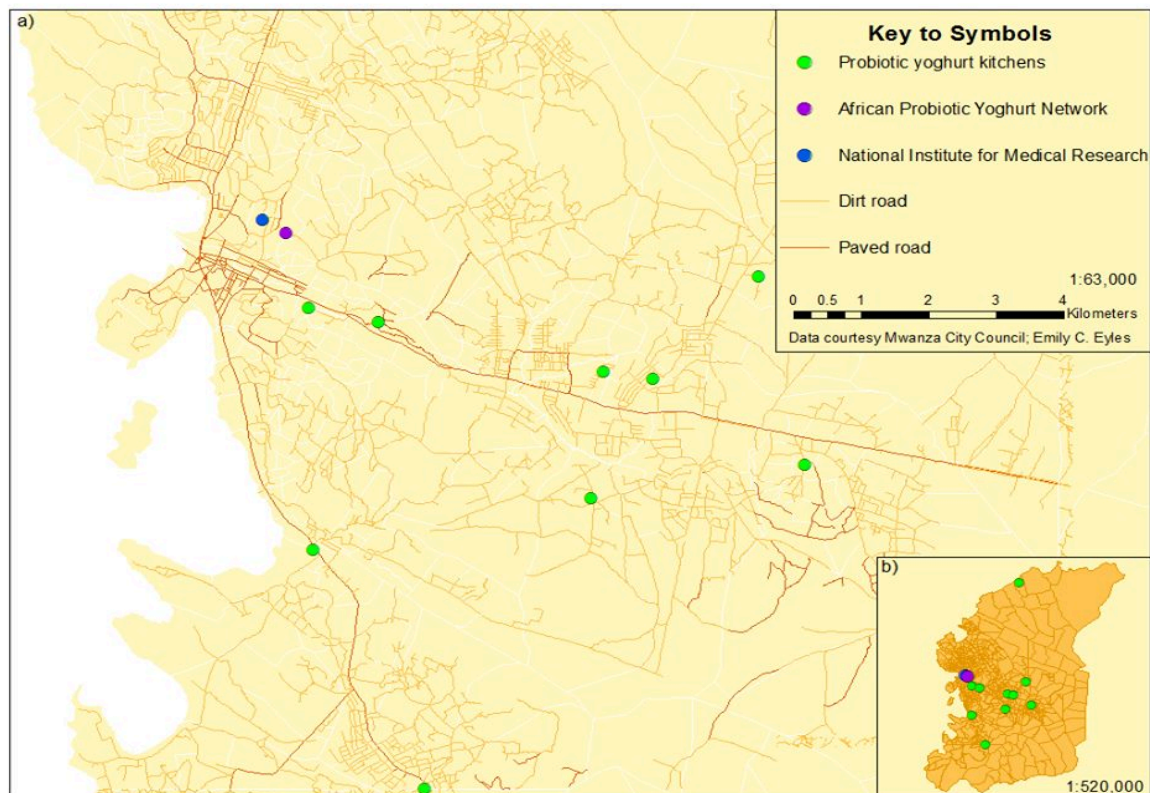 a)
Key to Symbols
Probiotic yoghurt kitchens
African Probiotic Yoghurt Network
National Institute for Medical Research
Dirt road
Paved road
1:63,000
0 0.5 1 2 3 4
Kilometers
Data courtesy Mwanza City Council; Emily C. Eyles
b)
1:520,000